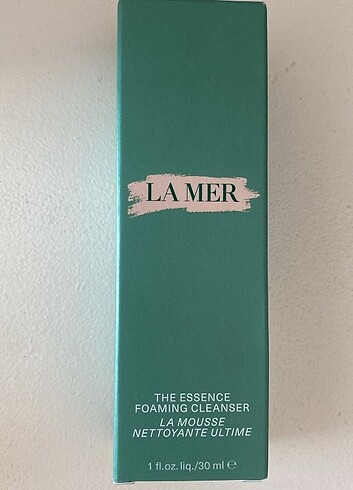 LA MER
THE ESSENCE
FOAMING CLEANSER
LA MOUSSE
NETTOYANTE ULTIME
1 fl.oz.liq./30 ml ℮